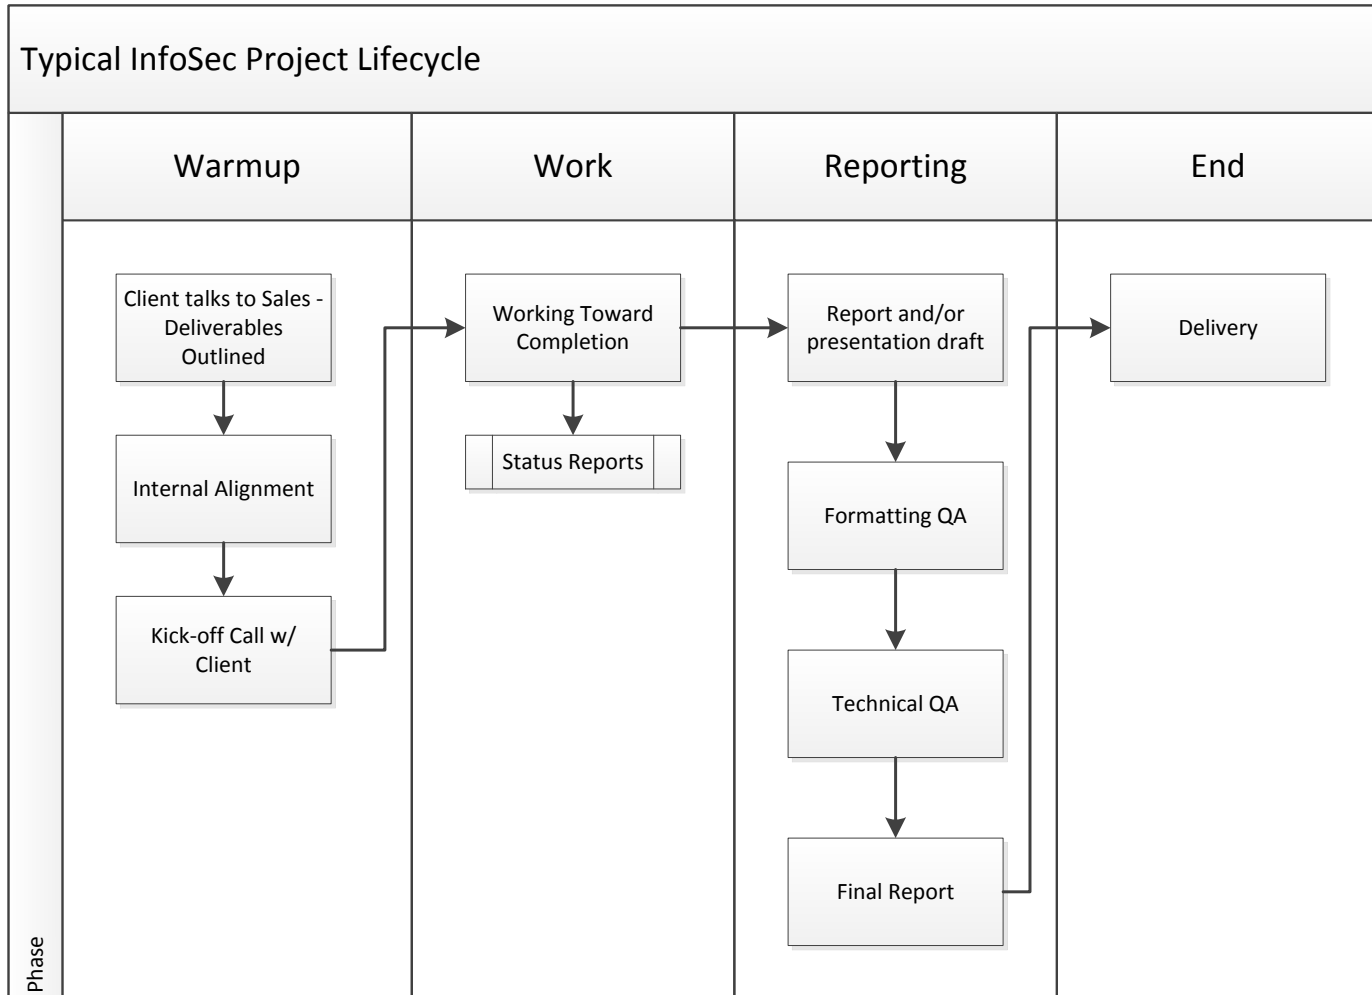 Typical InfoSec Project Lifecycle
Warmup
Work
Reporting
End
Client talks to Sales -
Deliverables
Outlined
Internal Alignment
Kick-off Call w/
Client
Working Toward
Completion
Status Reports
Report and/or
presentation draft
Formatting QA
Technical QA
Final Report
Delivery
Phase